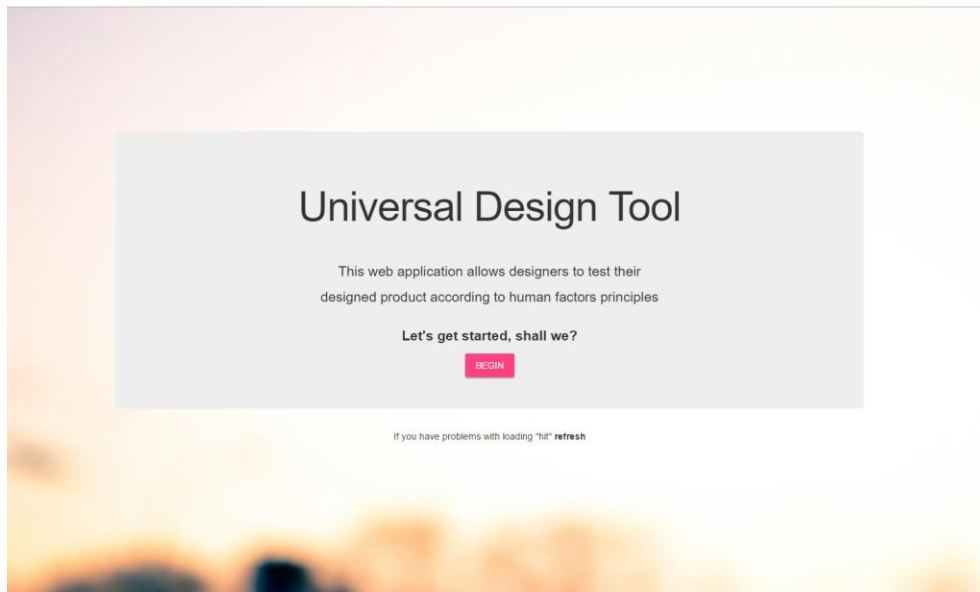 Universal Design Tool
This web application allows designers to test their
designed product according to human factors principles
Let's get started, shall we?
BEGIN
If you have problems with loading "hit" refresh